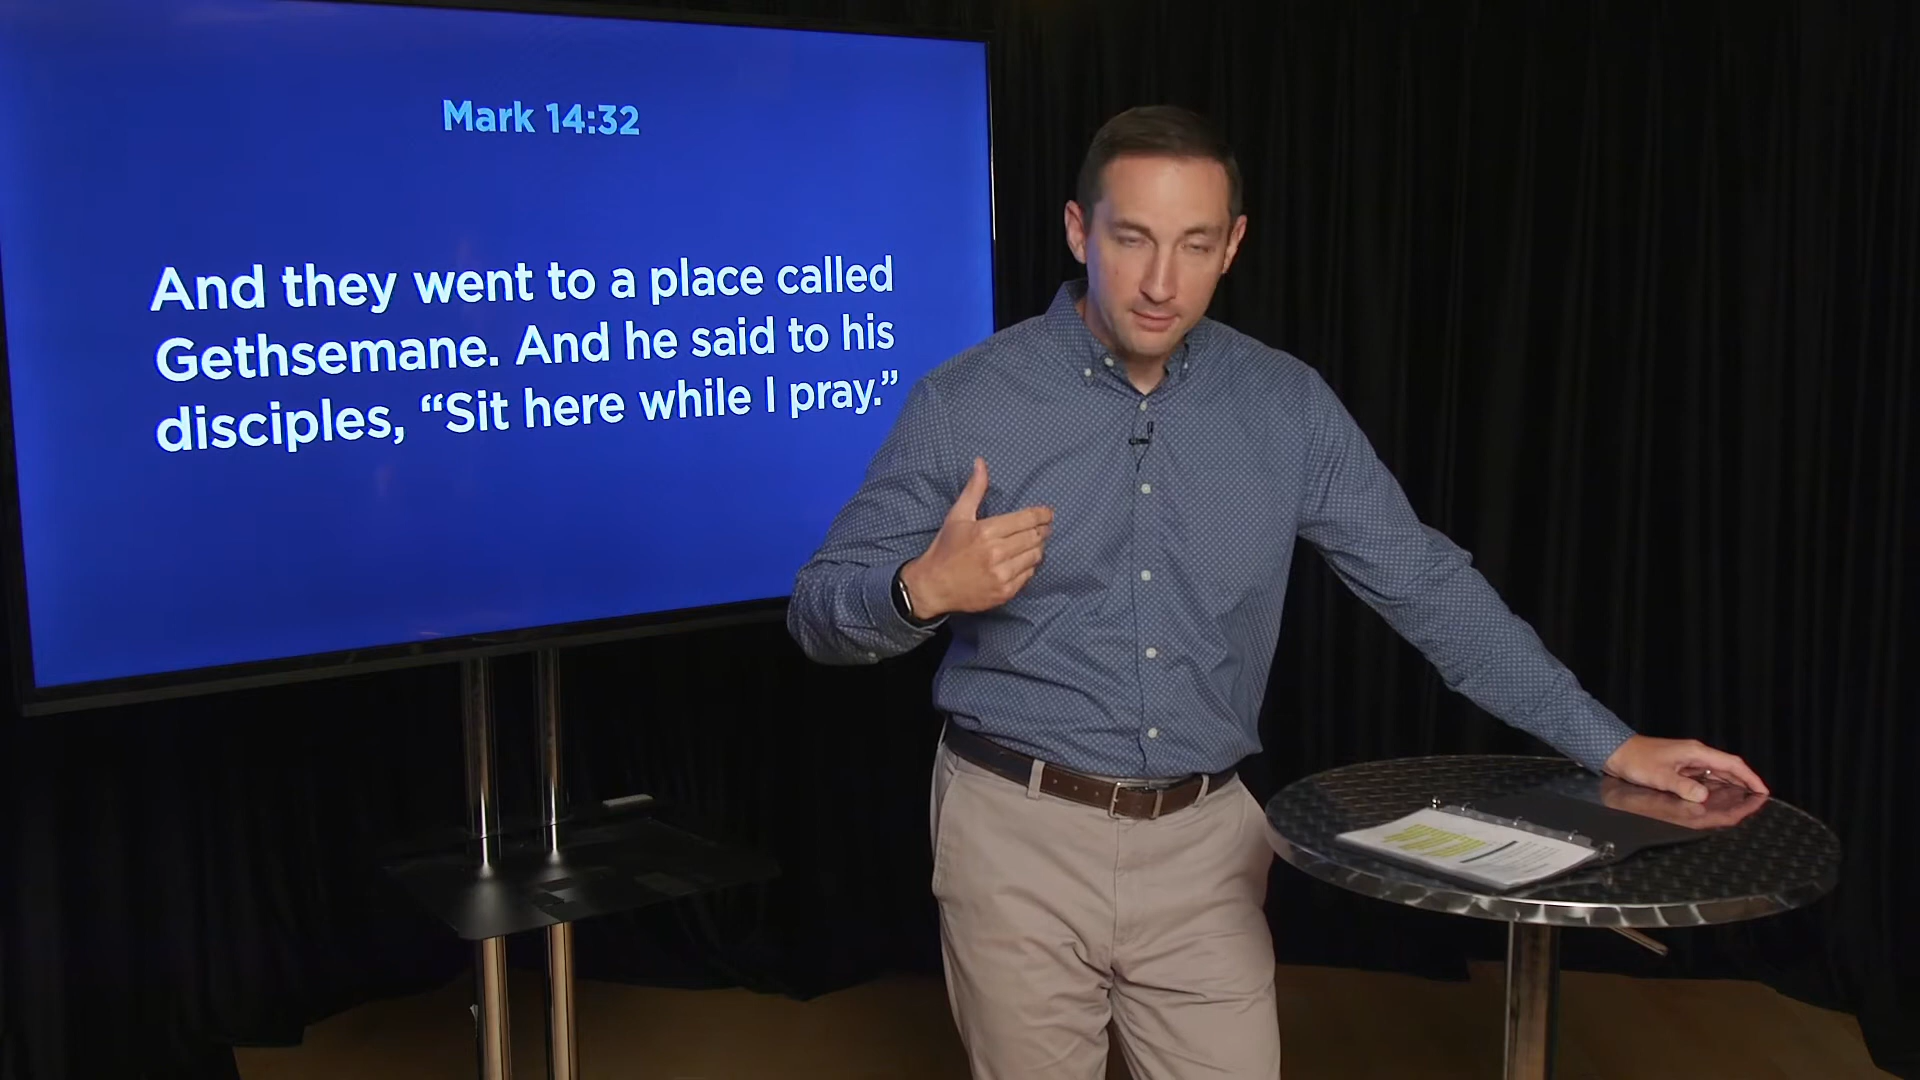 Mark 14:32
And they went to a place called
Gethsemane. And he said to his
disciples, “Sit here while I pray.”